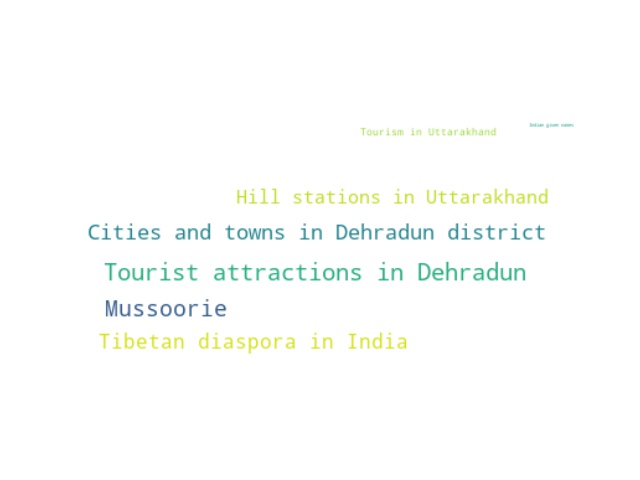 Indian given names
Tourism in Uttarakhand
Hill stations in Uttarakhand
Cities and towns in Dehradun district
Tourist attractions in Dehradun
Mussoorie
Tibetan diaspora in India